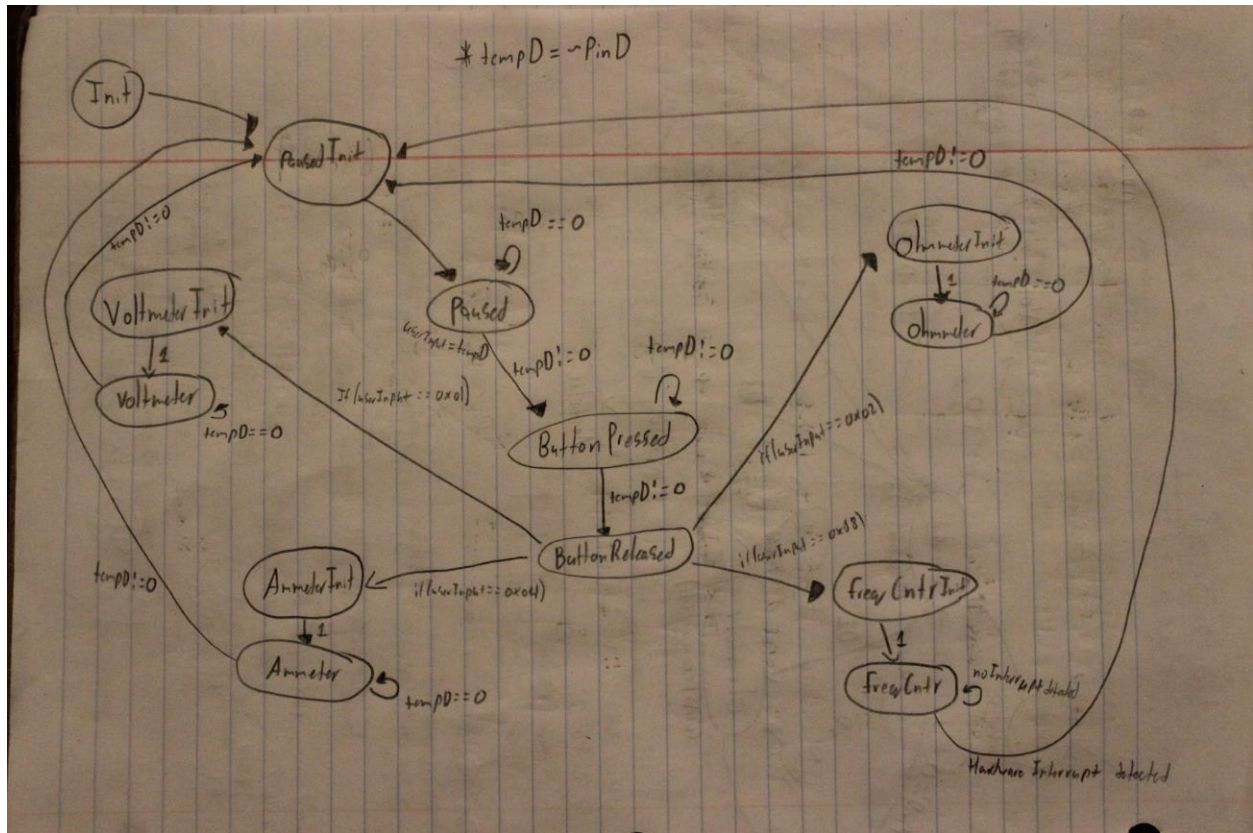 * tempD = ~PinD
Init
PausedInit
tempD!=0
tempD!=0
tempD==0
OhmmeterInit
1
tempD==0
Ohmmeter
VoltmeterInit
1
Voltmeter
tempD==0
Paused
userInput=tempD
tempD!=0
tempD!=0
If(userInput==0x01)
ButtonPressed
if(userInput==0x02)
tempD!=0
ButtonReleased
if(userInput==0x08)
tempD!=0
AmmeterInit
if(userInput==0x04)
freqCntrInit
1
1
Ammeter
tempD==0
freqCntr
noInterrupt detected
Hardware Interrupt detected